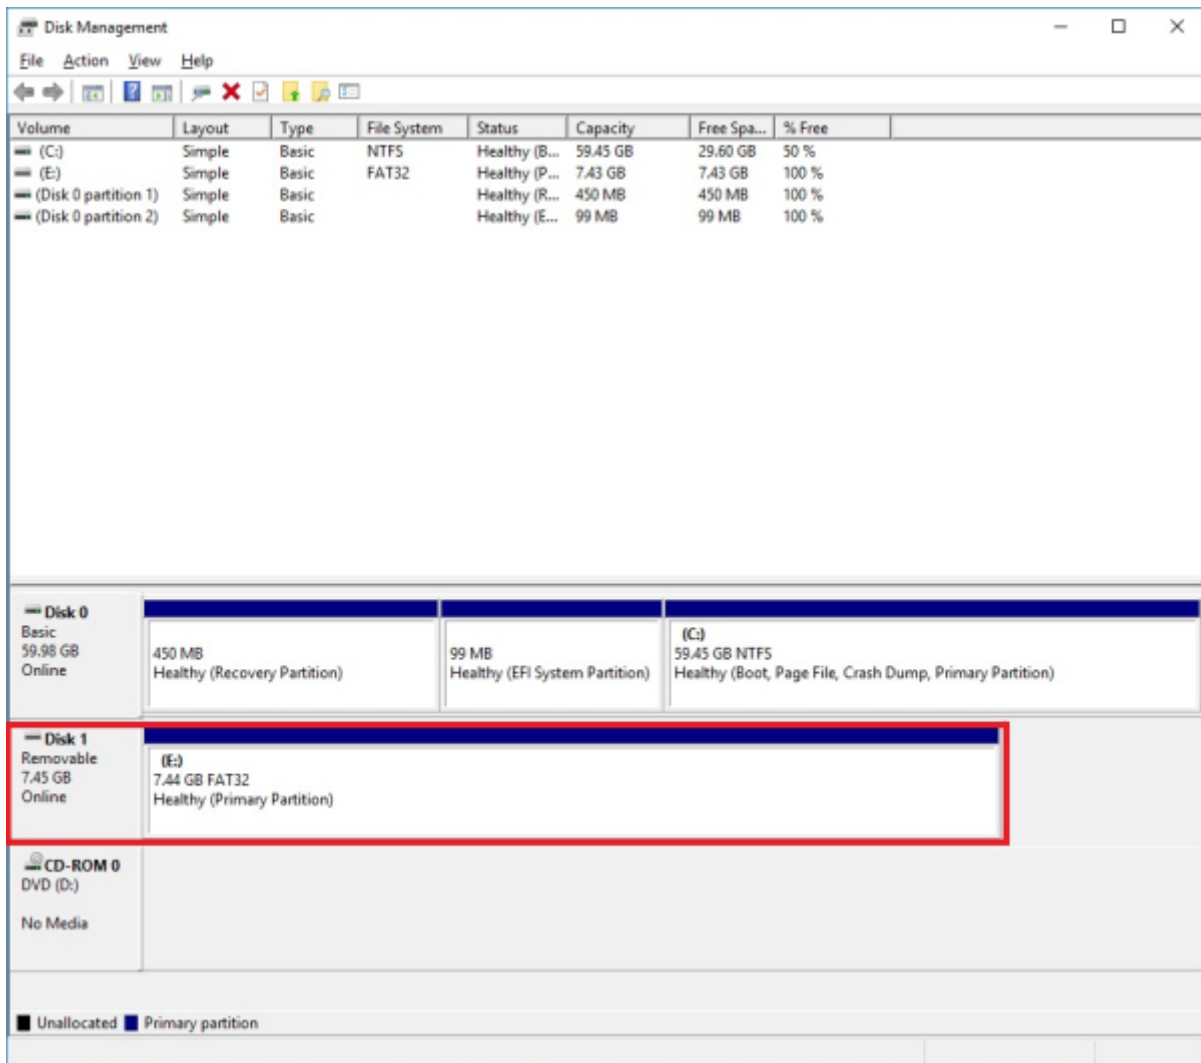 Disk Management
File Action View Help
Volume Layout Type File System Status Capacity Free Spa... % Free
(C:) Simple Basic NTFS Healthy (B... 59.45 GB 29.60 GB 50 %
(E:) Simple Basic FAT32 Healthy (P... 7.43 GB 7.43 GB 100 %
(Disk 0 partition 1) Simple Basic Healthy (R... 450 MB 450 MB 100 %
(Disk 0 partition 2) Simple Basic Healthy (E... 99 MB 99 MB 100 %
Disk 0
Basic
59.98 GB
Online
450 MB
Healthy (Recovery Partition)
99 MB
Healthy (EFI System Partition)
(C:)
59.45 GB NTFS
Healthy (Boot, Page File, Crash Dump, Primary Partition)
Disk 1
Removable
7.45 GB
Online
(E:)
7.44 GB FAT32
Healthy (Primary Partition)
CD-ROM 0
DVD (D:)
No Media
Unallocated Primary partition